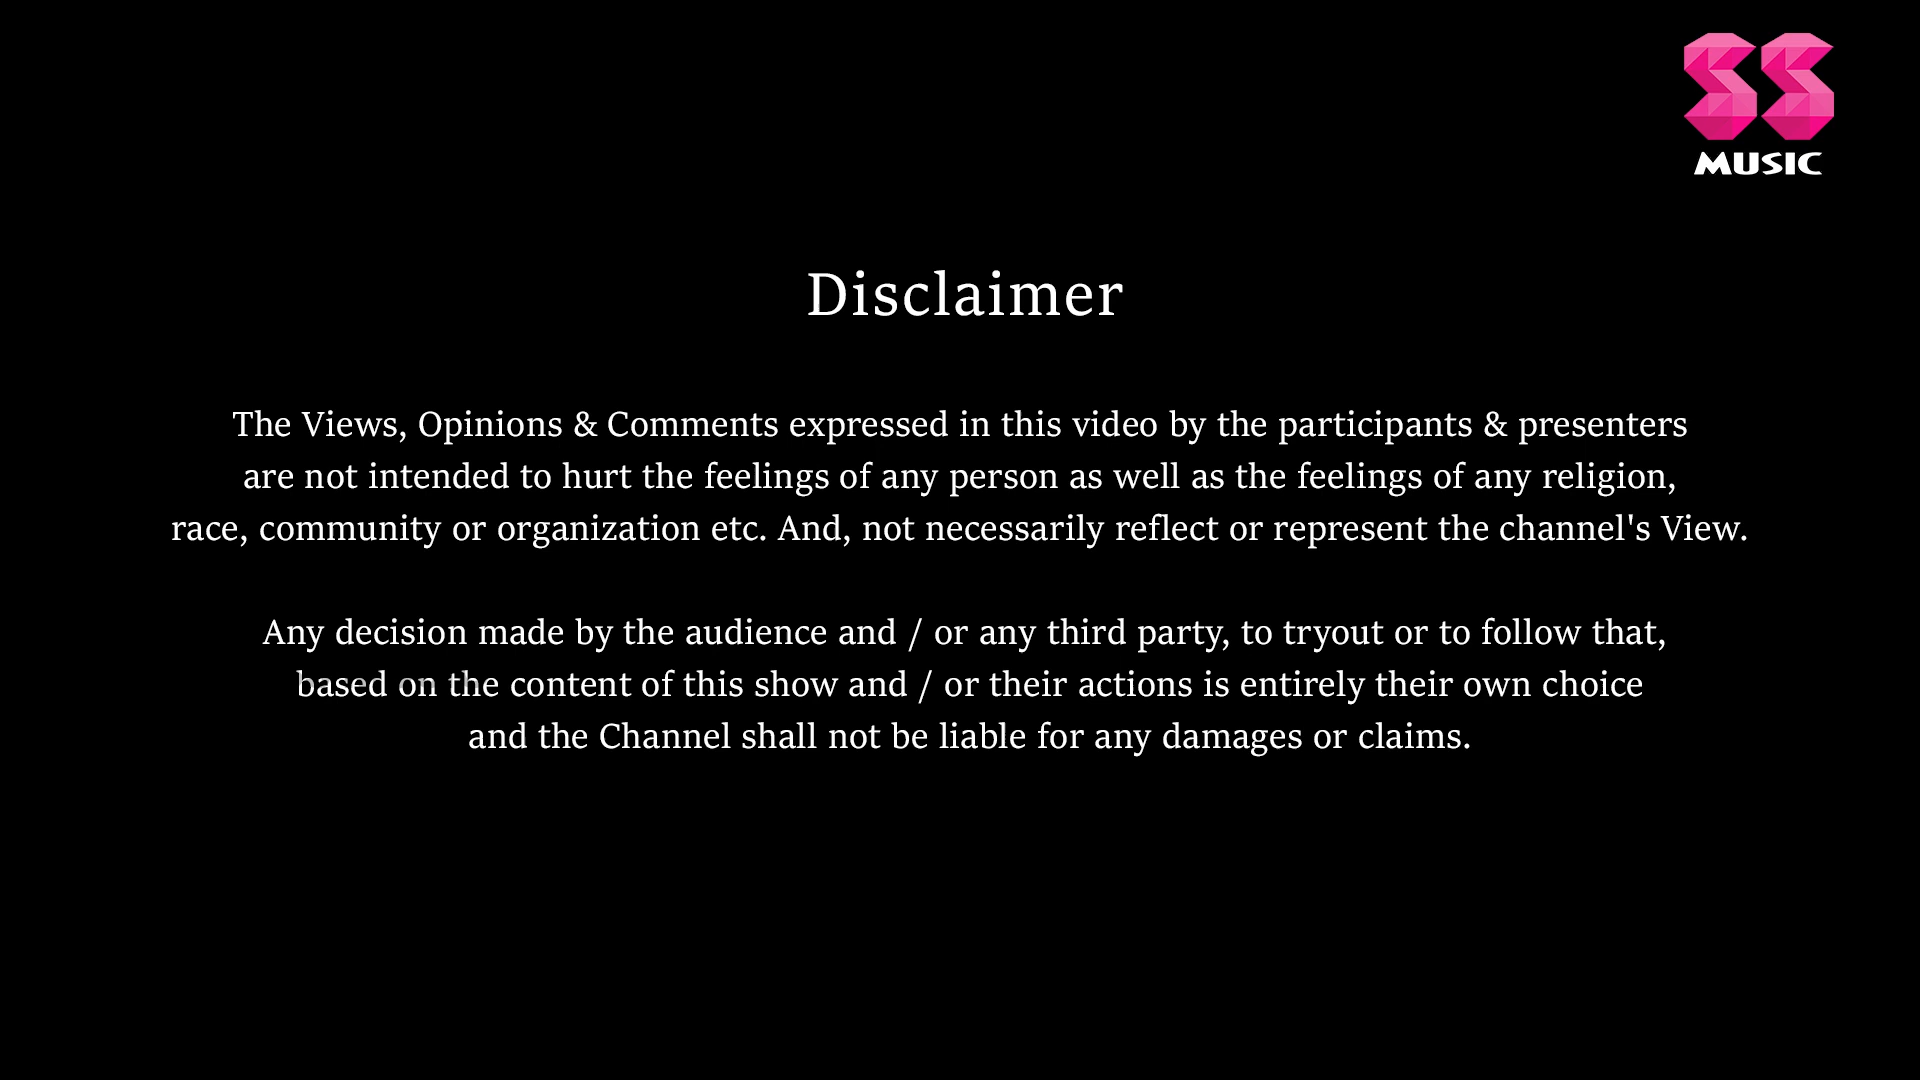 SS
MUSIC
Disclaimer
The Views, Opinions & Comments expressed in this video by the participants & presenters
are not intended to hurt the feelings of any person as well as the feelings of any religion,
race, community or organization etc. And, not necessarily reflect or represent the channel's View.
Any decision made by the audience and / or any third party, to tryout or to follow that,
based on the content of this show and / or their actions is entirely their own choice
and the Channel shall not be liable for any damages or claims.